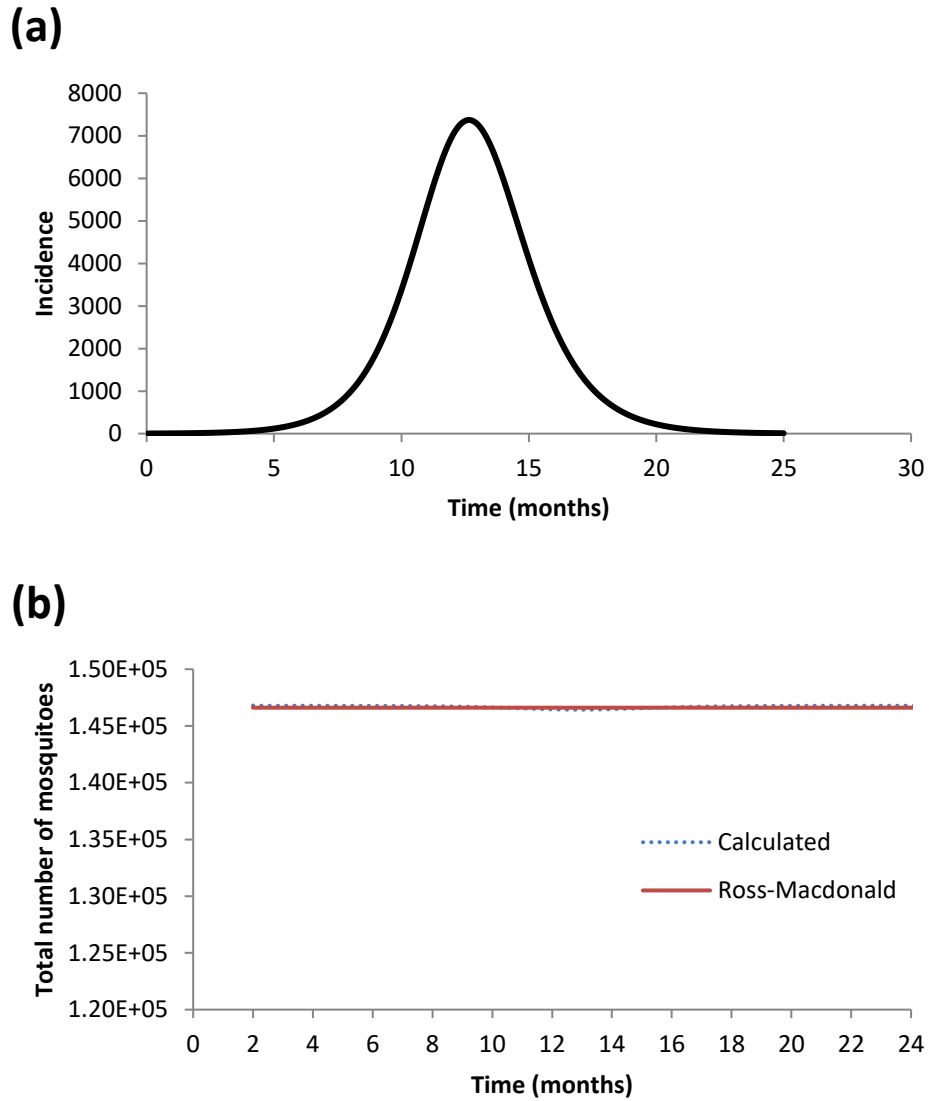 (a)
8000
7000
6000
5000
4000
3000
2000
1000
0
Incidence
0 5 10 15 20 25 30
Time (months)
(b)
1.50E+05
1.45E+05
1.40E+05
1.35E+05
1.30E+05
1.25E+05
1.20E+05
Total number of mosquitoes
Calculated
Ross-Macdonald
0 2 4 6 8 10 12 14 16 18 20 22 24
Time (months)